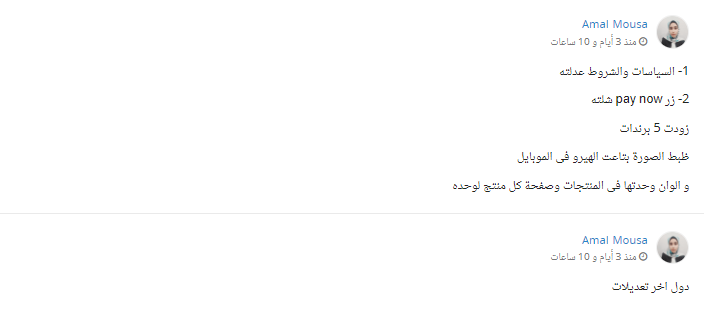 Amal Mousa
منذ 3 أيام و 10 ساعات
1- السياسات والشروط عدلته
2- زر pay now شلته
زودت 5 برندات
ظبط الصورة بتاعت الهيرو فى الموبايل
و الوان وحدتها فى المنتجات وصفحة كل منتج لوحده
Amal Mousa
منذ 3 أيام و 10 ساعات
دول اخر تعديلات